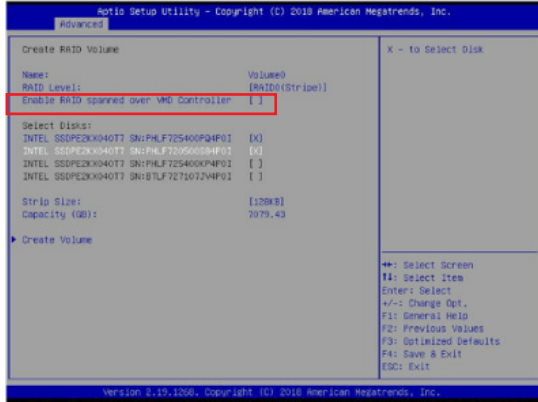 Aptio Setup Utility - Copyright (C) 2018 American Megatrends, Inc.
Advanced
Create RAID Volume
Name: Volume0
RAID Level: [RAID0(Stripe)]
Enable RAID spanned over VMD Controller [ ]
Select Disks:
INTEL SSDPE2KX040T7 SN:PHLF725400PQ4P0I [X]
INTEL SSDPE2KX040T7 SN:PHLF720500S84P0I [X]
INTEL SSDPE2KX040T7 SN:PHLF725400KP4P0I [ ]
INTEL SSDPE2KX040T7 SN:BTLF727107JV4P0I [ ]
Strip Size: [128KB]
Capacity (GB): 7079.43
Create Volume
X - to Select Disk
→←: Select Screen
↑↓: Select Item
Enter: Select
+/-: Change Opt.
F1: General Help
F2: Previous Values
F3: Optimized Defaults
F4: Save & Exit
ESC: Exit
Version 2.19.1268. Copyright (C) 2018 American Megatrends, Inc.